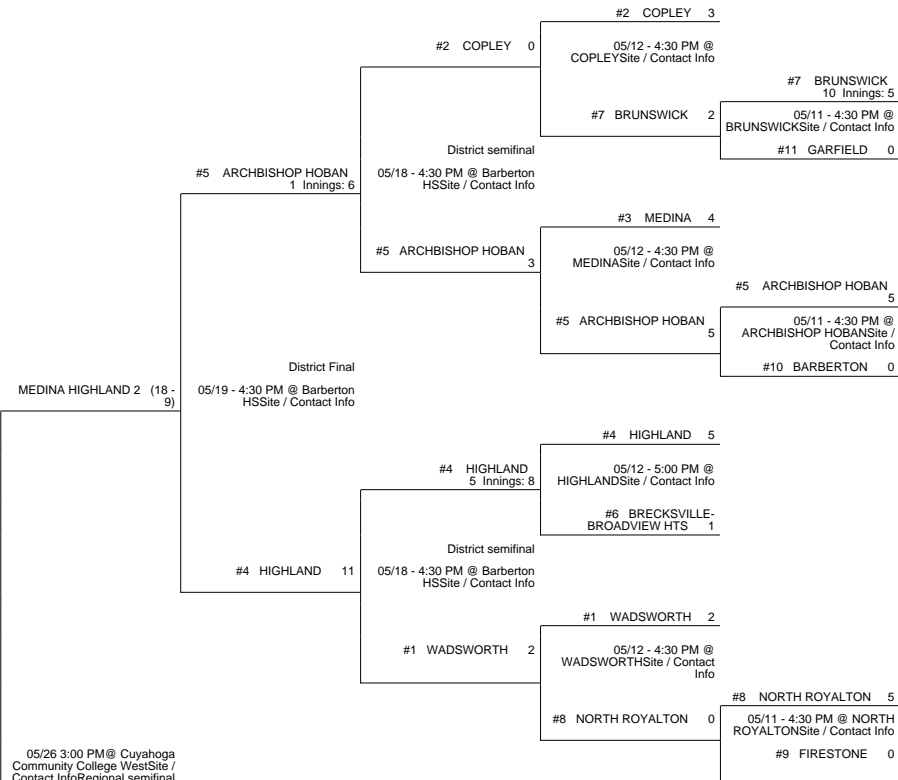 #2 COPLEY 3
#2 COPLEY 0
05/12 - 4:30 PM @
COPLEYSite / Contact Info
#7 BRUNSWICK
10 Innings: 5
#7 BRUNSWICK 2
05/11 - 4:30 PM @
BRUNSWICKSite / Contact Info
#11 GARFIELD 0
District semifinal
05/18 - 4:30 PM @ Barberton
HSSite / Contact Info
#5 ARCHBISHOP HOBAN
1 Innings: 6
#3 MEDINA 4
#5 ARCHBISHOP HOBAN
3
05/12 - 4:30 PM @
MEDINASite / Contact Info
#5 ARCHBISHOP HOBAN
5
#5 ARCHBISHOP HOBAN
5
05/11 - 4:30 PM @
ARCHBISHOP HOBANSite /
Contact Info
#10 BARBERTON 0
District Final
05/19 - 4:30 PM @ Barberton
HSSite / Contact Info
MEDINA HIGHLAND 2 (18 -
9)
#4 HIGHLAND 5
#4 HIGHLAND
5 Innings: 8
05/12 - 5:00 PM @
HIGHLANDSite / Contact Info
#6 BRECKSVILLE-
BROADVIEW HTS 1
District semifinal
05/18 - 4:30 PM @ Barberton
HSSite / Contact Info
#4 HIGHLAND 11
#1 WADSWORTH 2
#1 WADSWORTH 2
05/12 - 4:30 PM @
WADSWORTHSite / Contact
Info
#8 NORTH ROYALTON 0
#8 NORTH ROYALTON 5
05/11 - 4:30 PM @ NORTH
ROYALTONSite / Contact Info
#9 FIRESTONE 0
05/26 3:00 PM@ Cuyahoga
Community College WestSite /
Contact InfoRegional semifinal